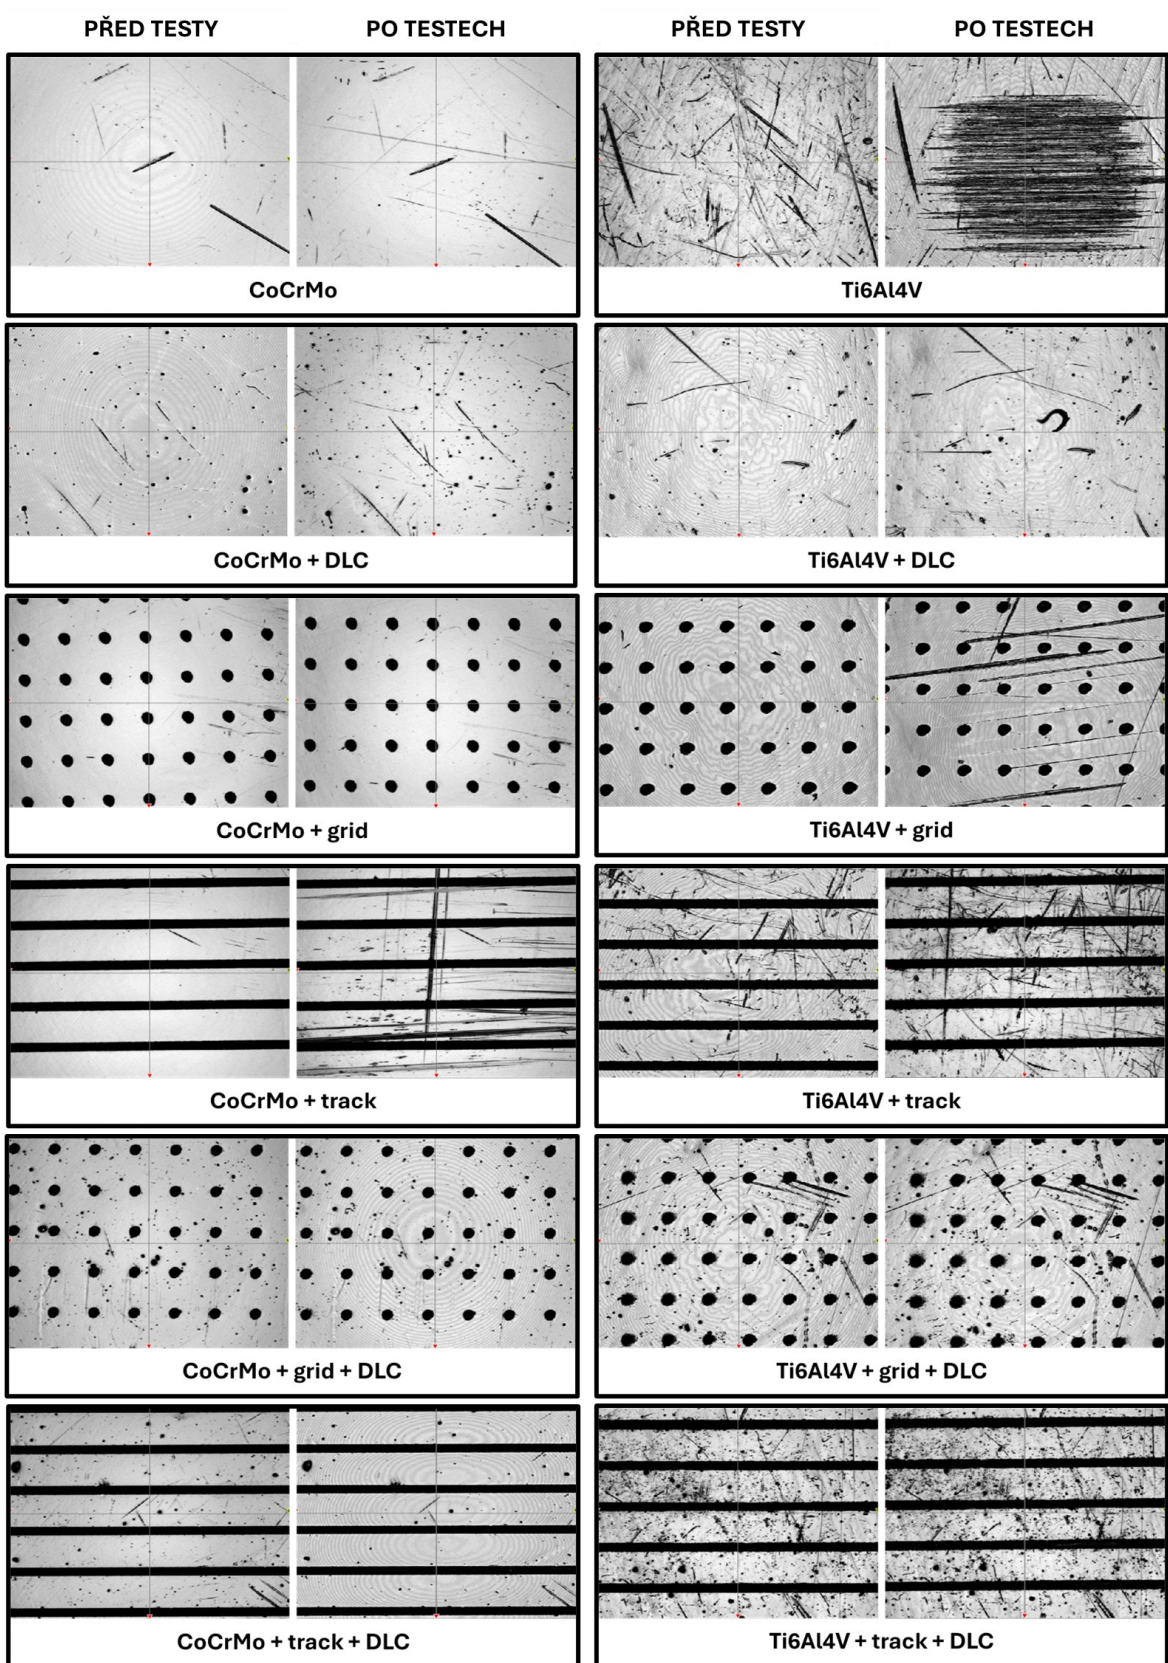 PŘED TESTY PO TESTECH PŘED TESTY PO TESTECH
CoCrMo Ti6Al4V
CoCrMo + DLC Ti6Al4V + DLC
CoCrMo + grid Ti6Al4V + grid
CoCrMo + track Ti6Al4V + track
CoCrMo + grid + DLC Ti6Al4V + grid + DLC
CoCrMo + track + DLC Ti6Al4V + track + DLC